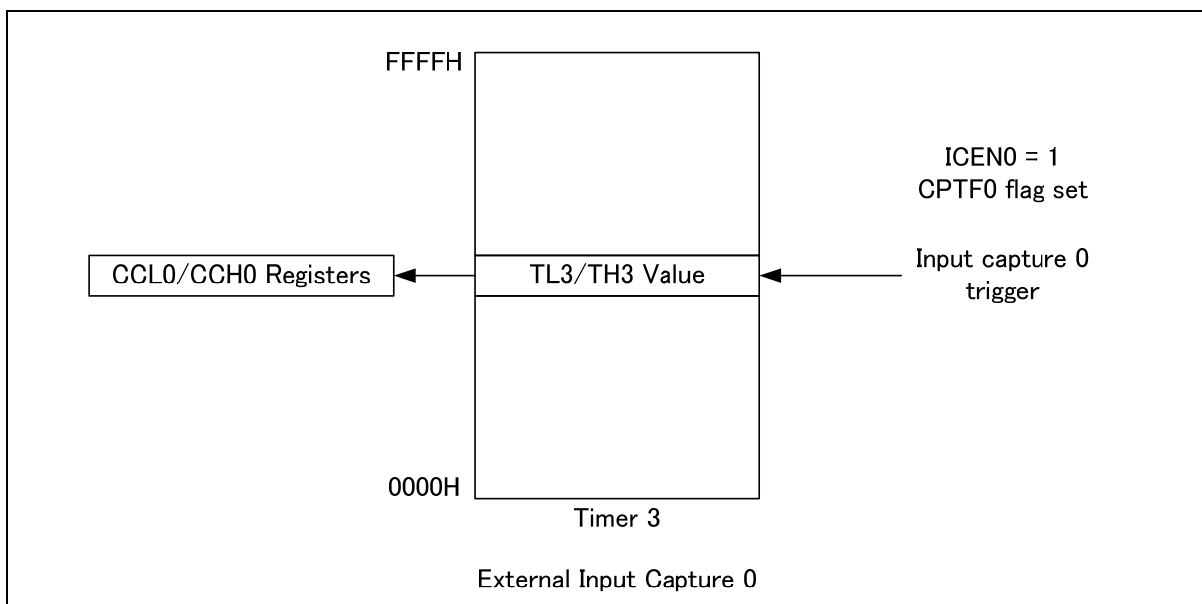 FFFFH
ICEN0 = 1
CPTF0 flag set
CCL0/CCH0 Registers
TL3/TH3 Value
Input capture 0
trigger
0000H
Timer 3
External Input Capture 0